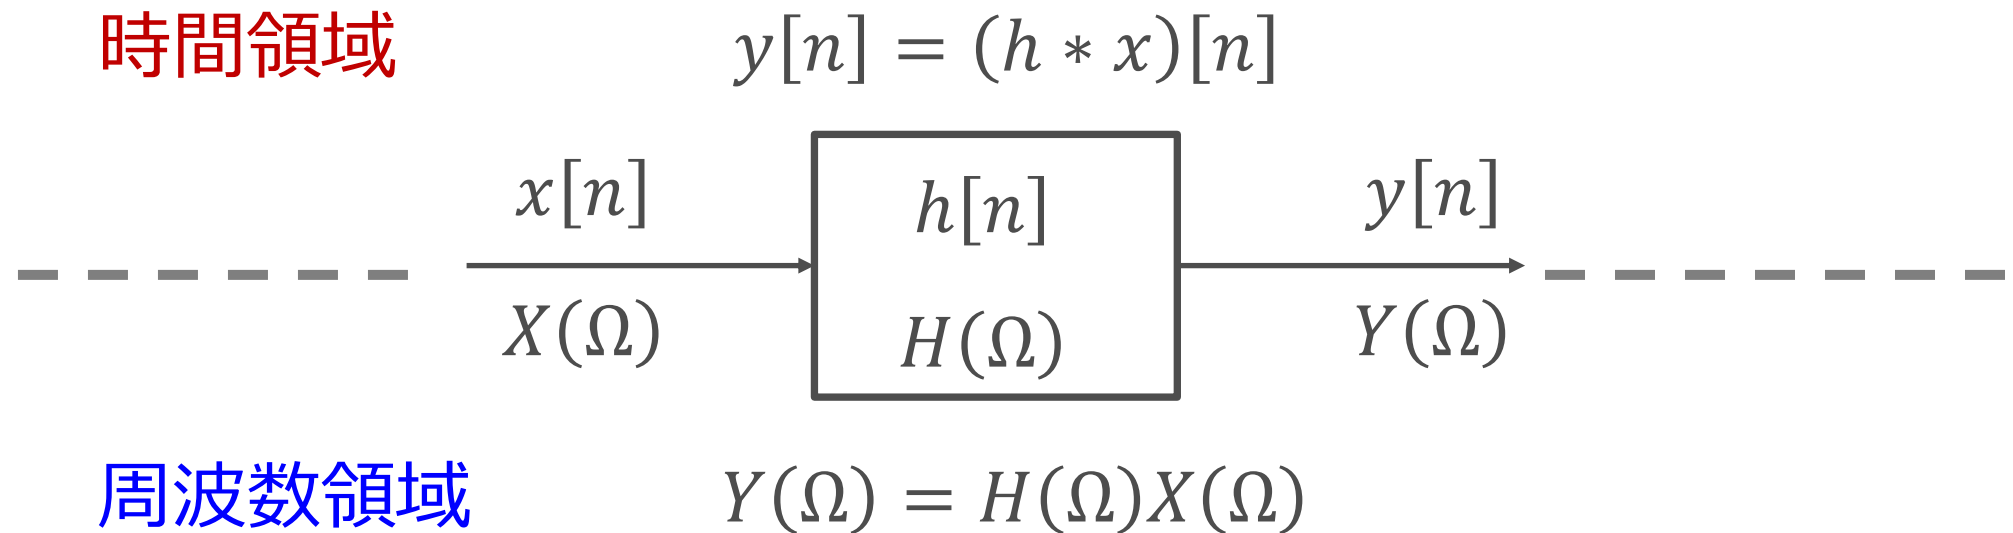 時間領域
y[n] = (h ∗ x)[n]
x[n]
h[n]
y[n]
X(Ω)
H(Ω)
Y(Ω)
周波数領域
Y(Ω) = H(Ω)X(Ω)